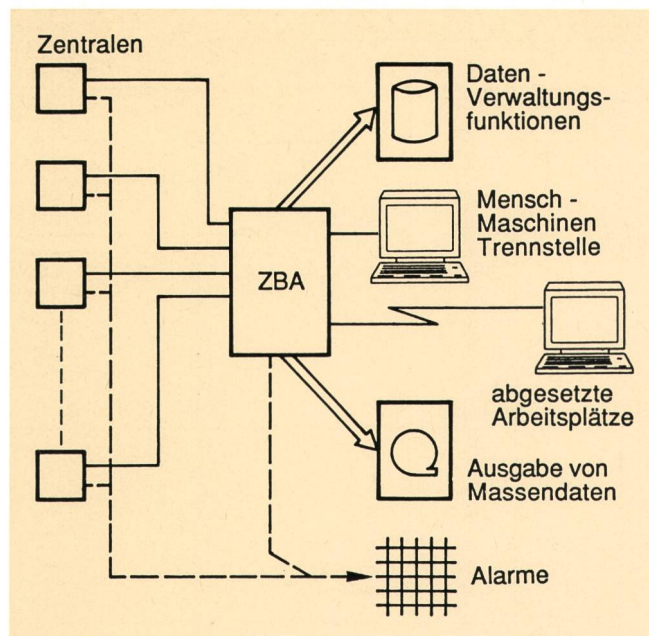 Zentralen
Daten -
Verwaltungs-
funktionen
Mensch -
Maschinen
Trennstelle
ZBA
abgesetzte
Arbeitsplätze
Ausgabe von
Massendaten
Alarme